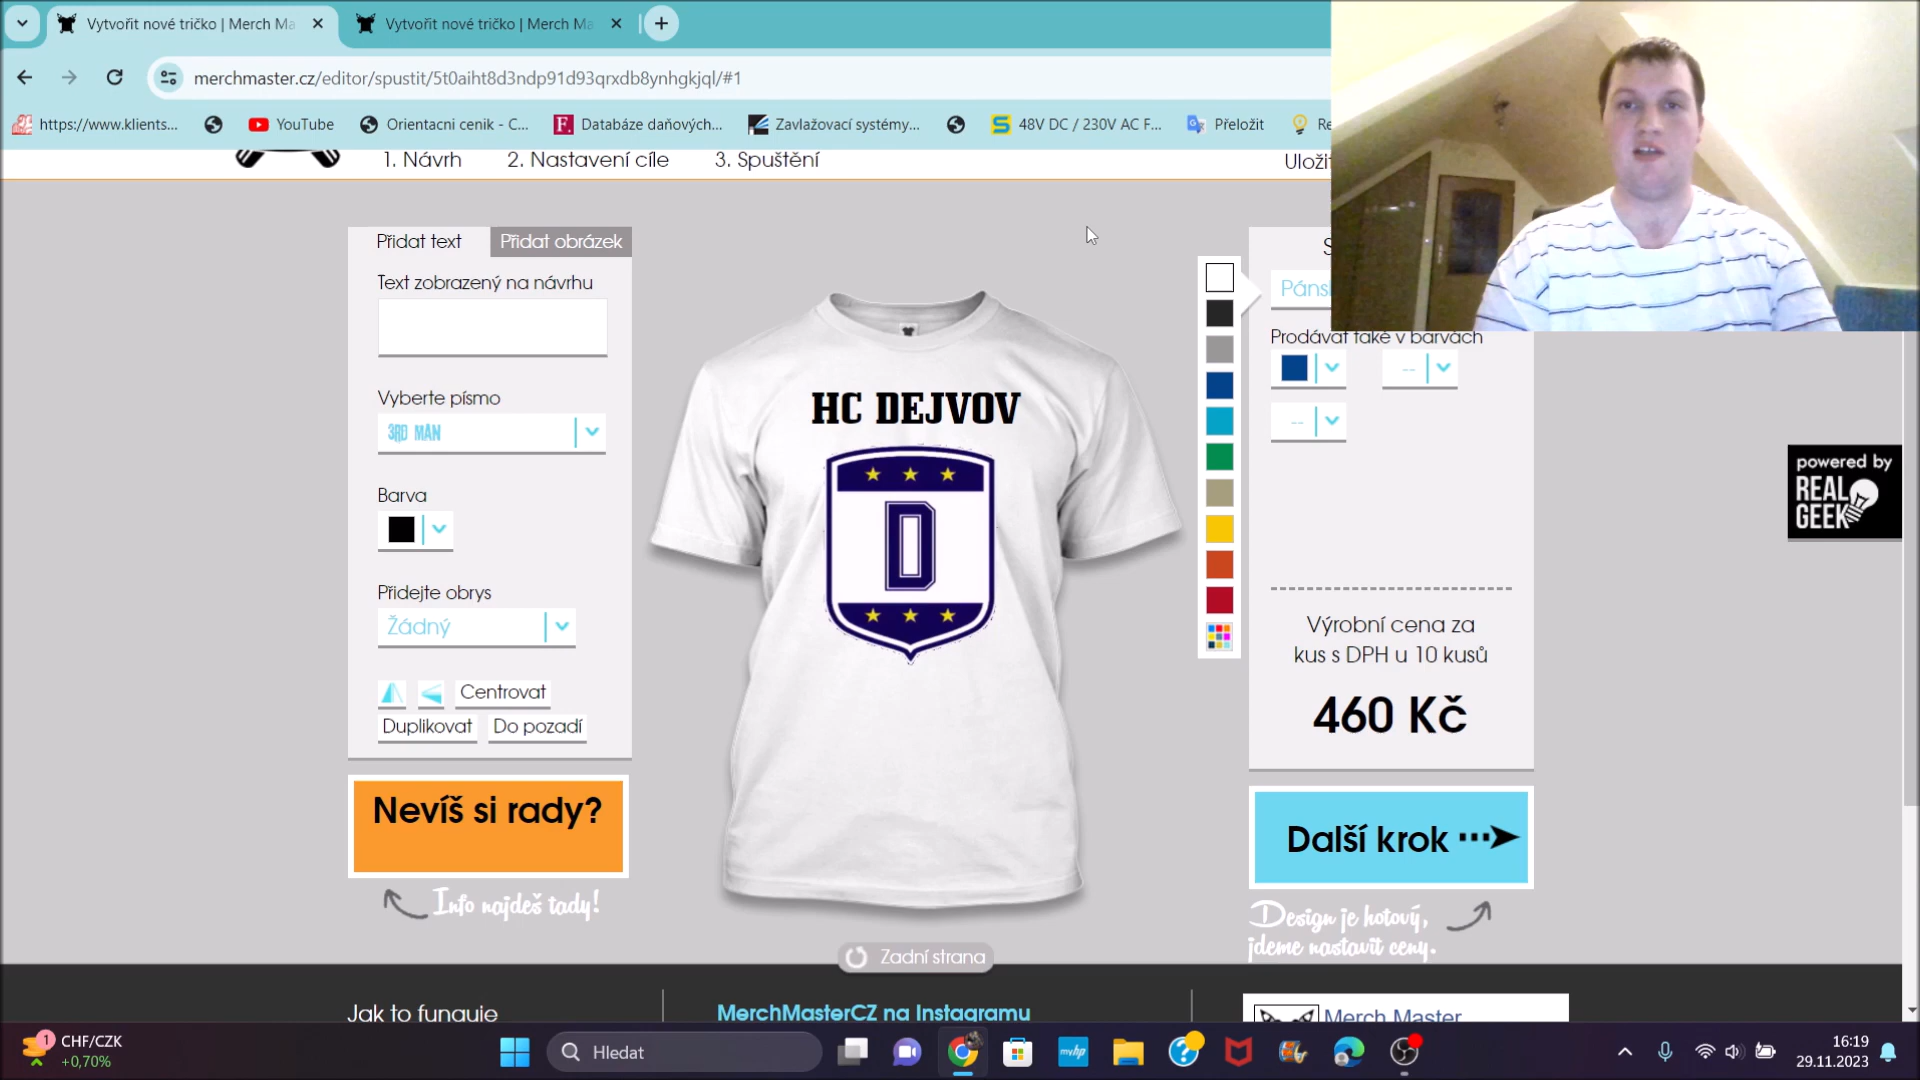 Vytvořit nové tričko | Merch Ma
Vytvořit nové tričko | Merch Ma
merchmaster.cz/editor/spustit/5t0aiht8d3ndp91d93qrxdb8ynhgkjql/#1
https://www.klients...
YouTube
Orientacni cenik - C...
Databáze daňových...
Zavlažovací systémy...
48V DC / 230V AC F...
Přeložit
Re
1. Návrh
2. Nastavení cíle
3. Spuštění
Uložit
Přidat text
Přidat obrázek
Text zobrazený na návrhu
Vyberte písmo
3RD MAN
Barva
Přidejte obrys
Žádný
Centrovat
Duplikovat
Do pozadí
Nevíš si rady?
Info najdeš tady!
HC DEJVOV
D
Zadní strana
S
Páns
Prodávat také v barvách
--
--
Výrobní cena za
kus s DPH u 10 kusů
460 Kč
Další krok
Design je hotový,
jdeme nastavit ceny.
powered by
REAL
GEEK
Jak to funguje
MerchMasterCZ na Instagramu
Merch Master
1
CHF/CZK
+0,70%
Hledat
myhp
16:19
29.11.2023